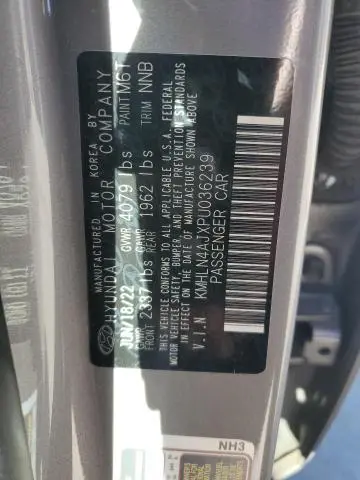 MANUFACTURED IN KOREA BY
HYUNDAI MOTOR COMPANY
JUN/18/22 GVWR 4079 lbs PAINT M6T
GAWR FRONT 2337 lbs GAWR REAR 1962 lbs TRIM NNB
THIS VEHICLE CONFORMS TO ALL APPLICABLE U.S.A. FEDERAL
MOTOR VEHICLE SAFETY, BUMPER, AND THEFT PREVENTION STANDARDS
IN EFFECT ON THE DATE OF MANUFACTURE SHOWN ABOVE
V.I.N KMHLN4AJXPU036239
PASSENGER CAR
NH3